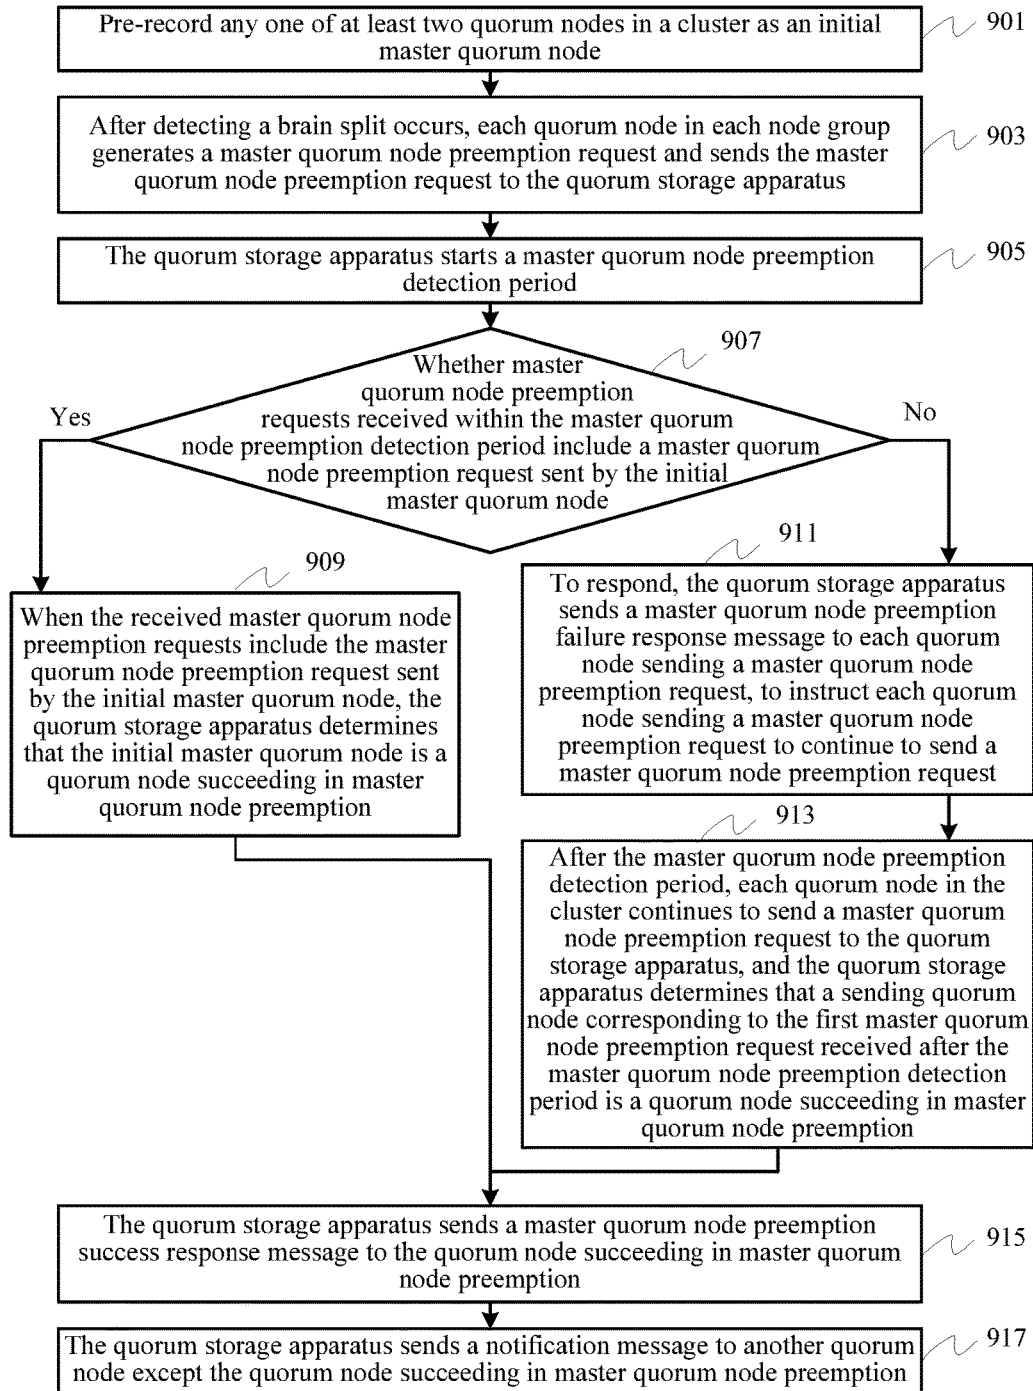 Pre-record any one of at least two quorum nodes in a cluster as an initial
master quorum node
901
After detecting a brain split occurs, each quorum node in each node group
generates a master quorum node preemption request and sends the master
quorum node preemption request to the quorum storage apparatus
903
The quorum storage apparatus starts a master quorum node preemption
detection period
905
Whether master
quorum node preemption
requests received within the master quorum
node preemption detection period include a master quorum
node preemption request sent by the initial
master quorum node
907
Yes
No
909
When the received master quorum node
preemption requests include the master
quorum node preemption request sent
by the initial master quorum node, the
quorum storage apparatus determines
that the initial master quorum node is a
quorum node succeeding in master
quorum node preemption
911
To respond, the quorum storage apparatus
sends a master quorum node preemption
failure response message to each quorum
node sending a master quorum node
preemption request, to instruct each quorum
node sending a master quorum node
preemption request to continue to send a
master quorum node preemption request
913
After the master quorum node preemption
detection period, each quorum node in the
cluster continues to send a master quorum
node preemption request to the quorum
storage apparatus, and the quorum storage
apparatus determines that a sending quorum
node corresponding to the first master quorum
node preemption request received after the
master quorum node preemption detection
period is a quorum node succeeding in master
quorum node preemption
The quorum storage apparatus sends a master quorum node preemption
success response message to the quorum node succeeding in master quorum
node preemption
915
The quorum storage apparatus sends a notification message to another quorum
node except the quorum node succeeding in master quorum node preemption
917